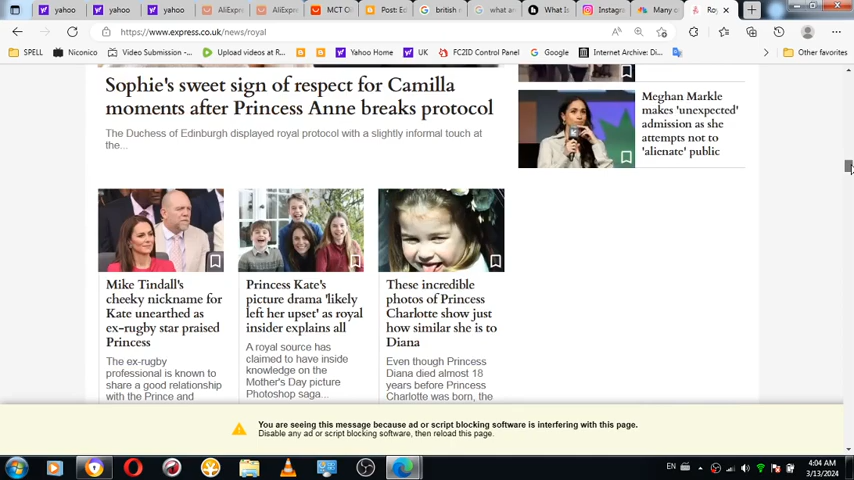 yahoo
yahoo
yahoo
AliExpr
AliExpr
MCT C
Post: Ed
british r
what ar
What Is
Instagra
Many c
Ro
https://www.express.co.uk/news/royal
SPELL
Niconico
Video Submission -...
Upload videos at R...
Yahoo Home
UK
FC2ID Control Panel
Google
Internet Archive: Di...
Other favorites
Sophie's sweet sign of respect for Camilla
moments after Princess Anne breaks protocol
The Duchess of Edinburgh displayed royal protocol with a slightly informal touch at
the...
Meghan Markle
makes 'unexpected'
admission as she
attempts not to
'alienate' public
Mike Tindall's
cheeky nickname for
Kate unearthed as
ex-rugby star praised
Princess
The ex-rugby
professional is known to
share a good relationship
with the Prince and
Princess Kate's
picture drama 'likely
left her upset' as royal
insider explains all
A royal source has
claimed to have inside
knowledge on the
Mother's Day picture
Photoshop saga...
These incredible
photos of Princess
Charlotte show just
how similar she is to
Diana
Even though Princess
Diana died almost 18
years before Princess
Charlotte was born, the
You are seeing this message because ad or script blocking software is interfering with this page.
Disable any ad or script blocking software, then reload this page.
EN
4:04 AM
3/13/2024